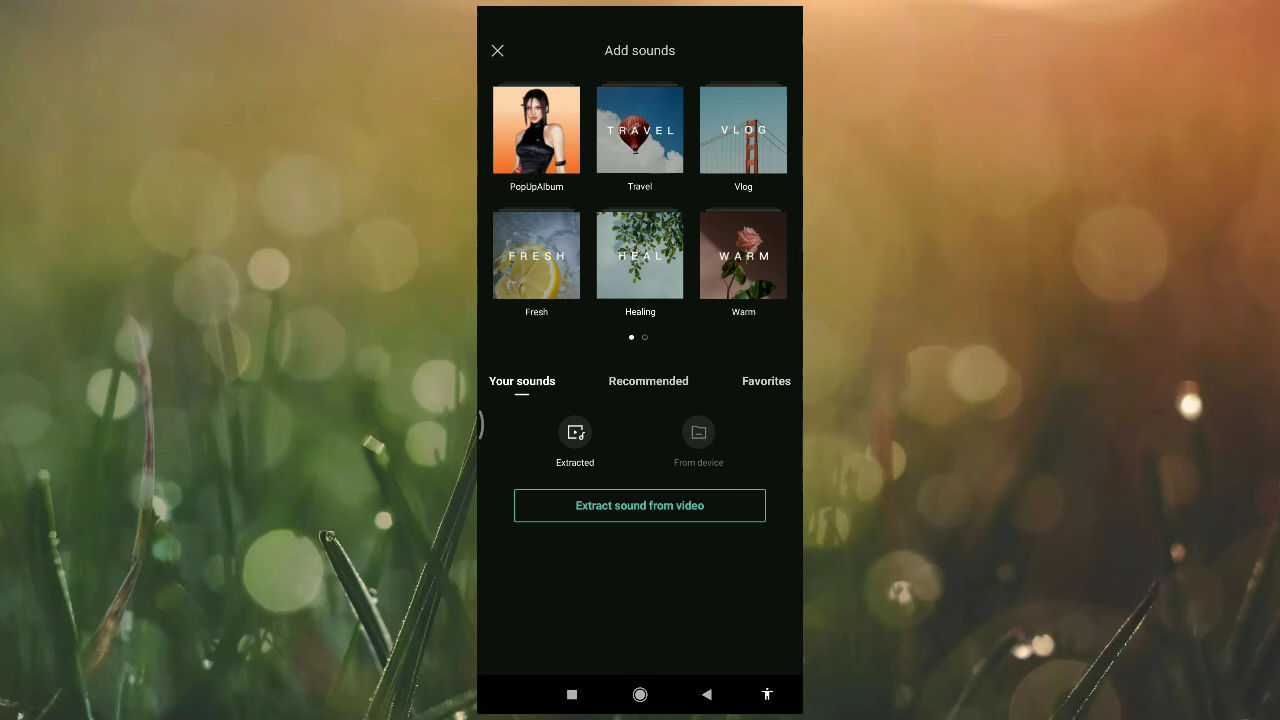 Add sounds
TRAVEL
VLOG
PopUpAlbum
Travel
Vlog
FRESH
HEAL
WARM
Fresh
Healing
Warm
Your sounds
Recommended
Favorites
Extracted
From device
Extract sound from video